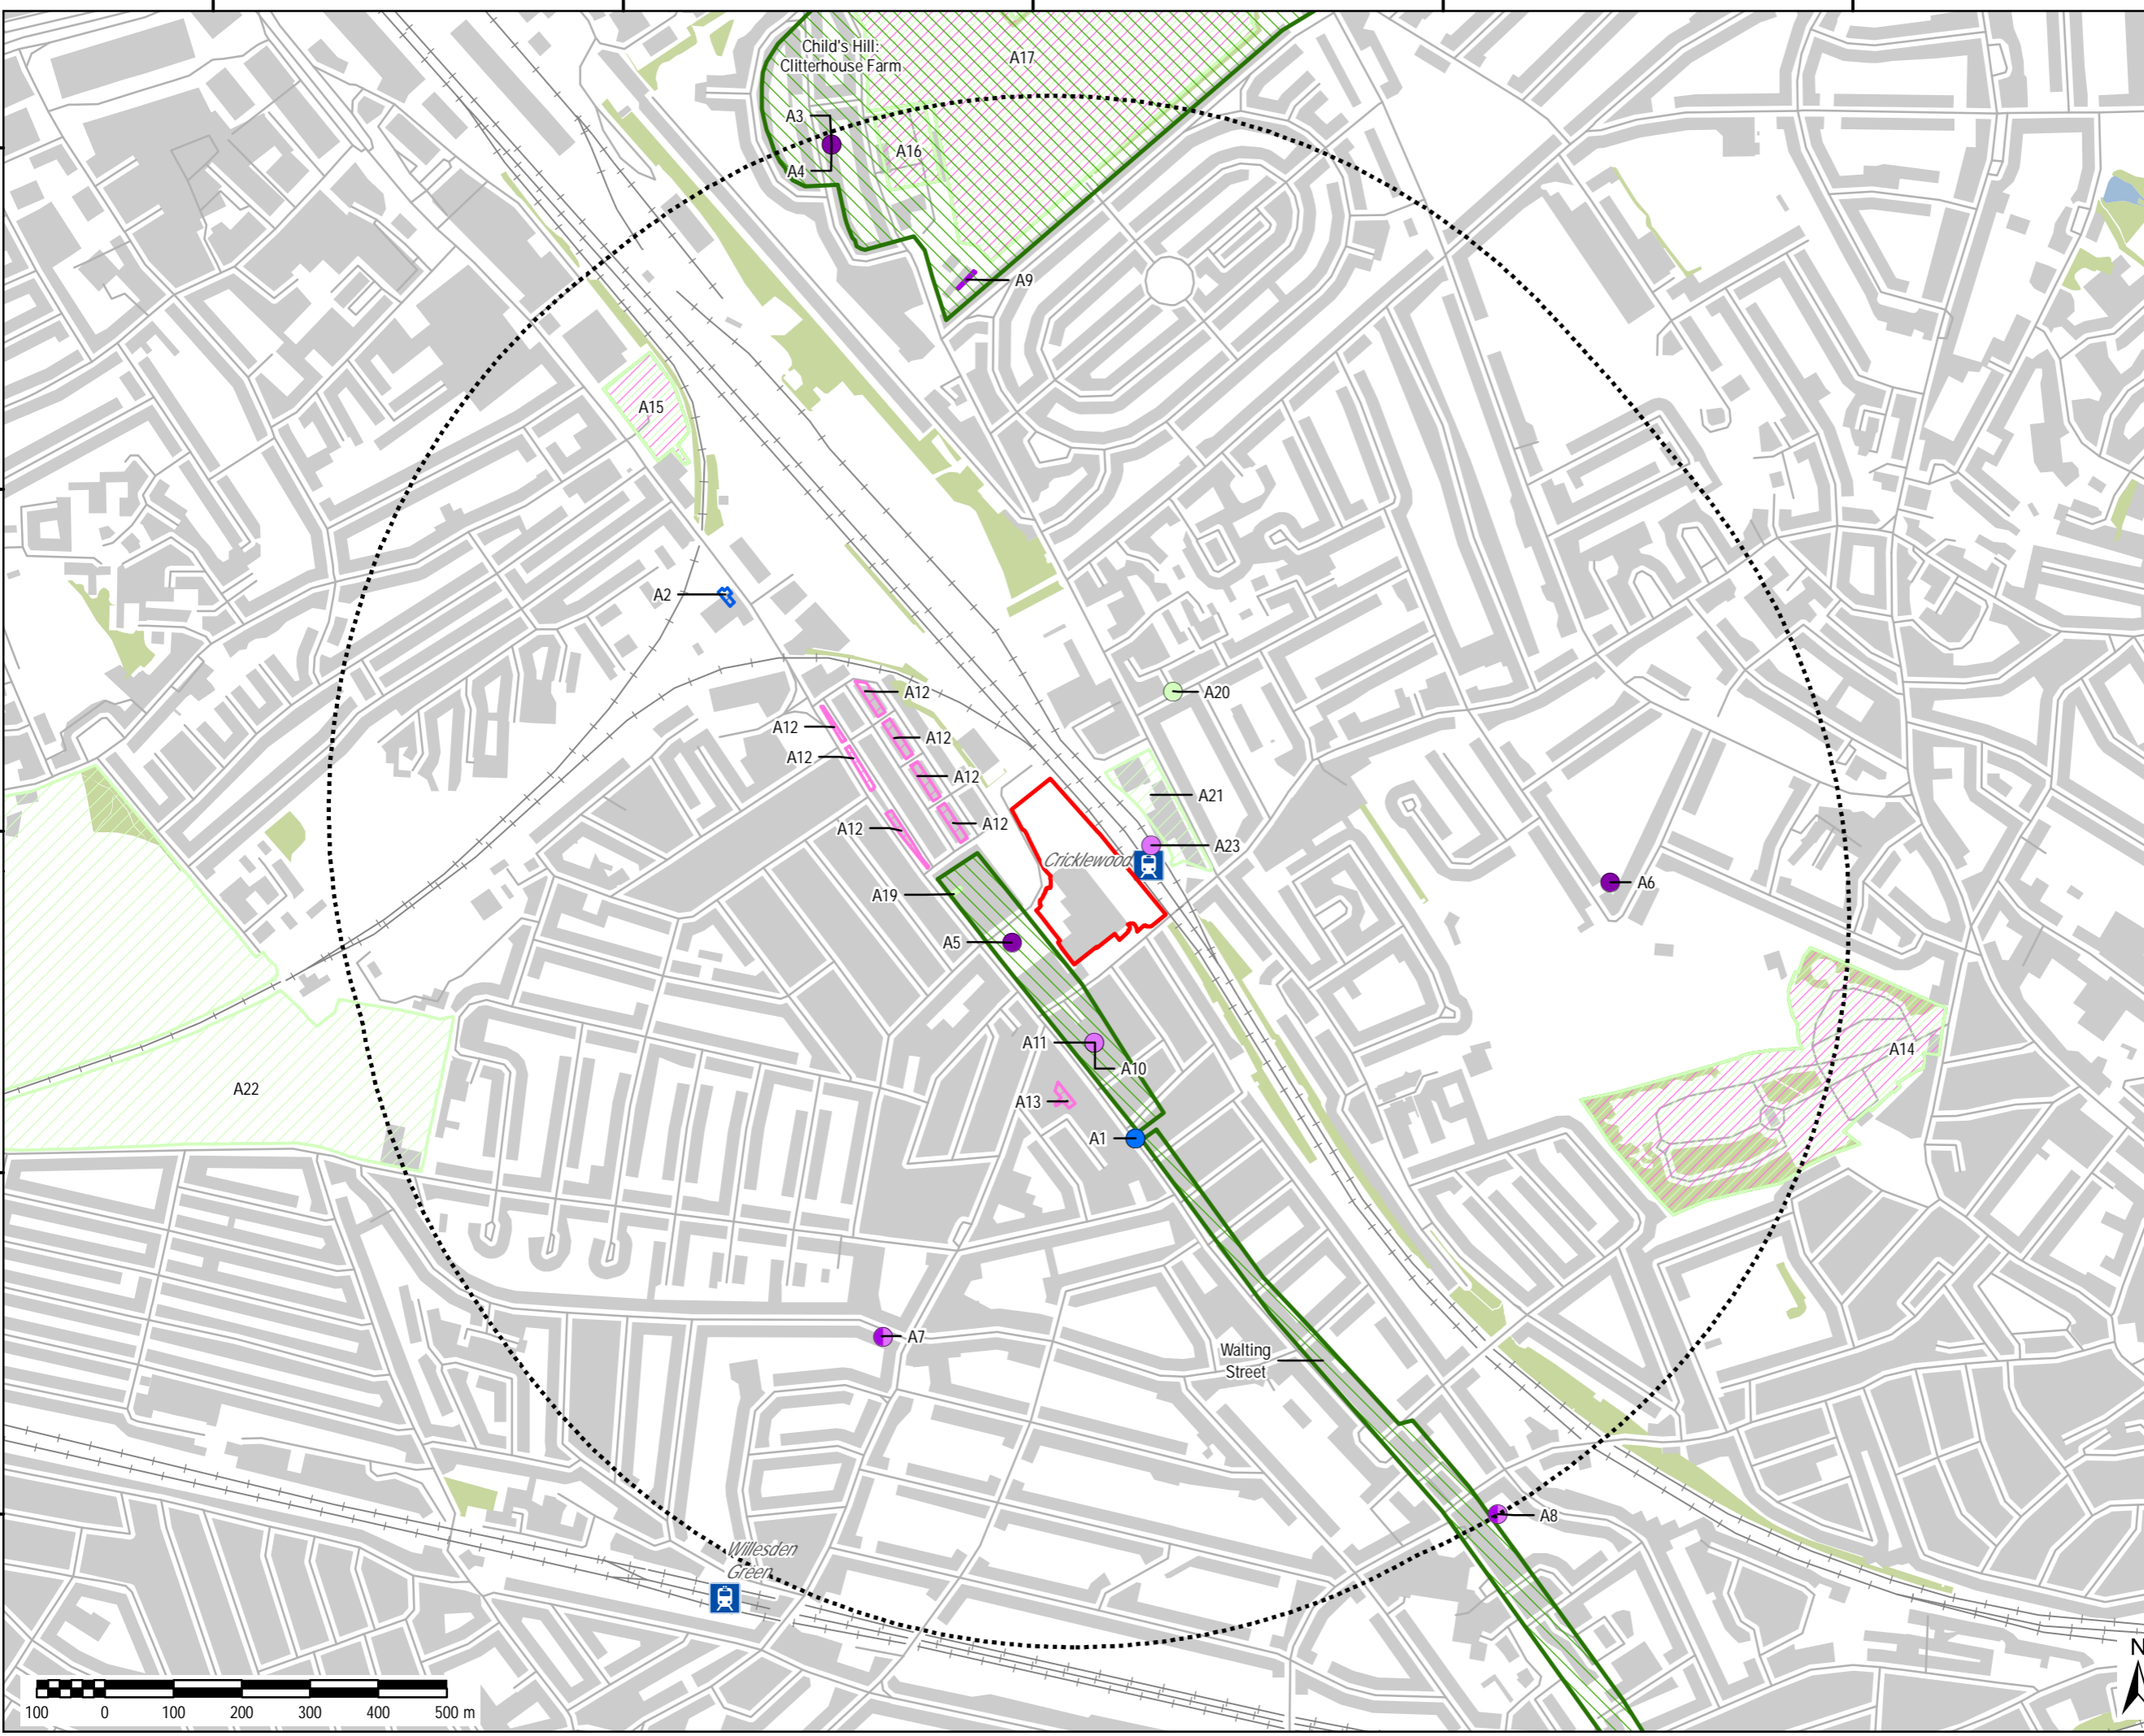 Child's Hill:
Clitterhouse Farm
A17
A3
A16
A4
A9
A15
A2
A12
A20
A12
A12
A12
A12
A21
A12
A12
A23
Cricklewood
A6
A19
A5
A11
A14
A10
A22
A13
A1
A7
Walting
Street
A8
Willesden
Green
N
100 0 100 200 300 400 500 m